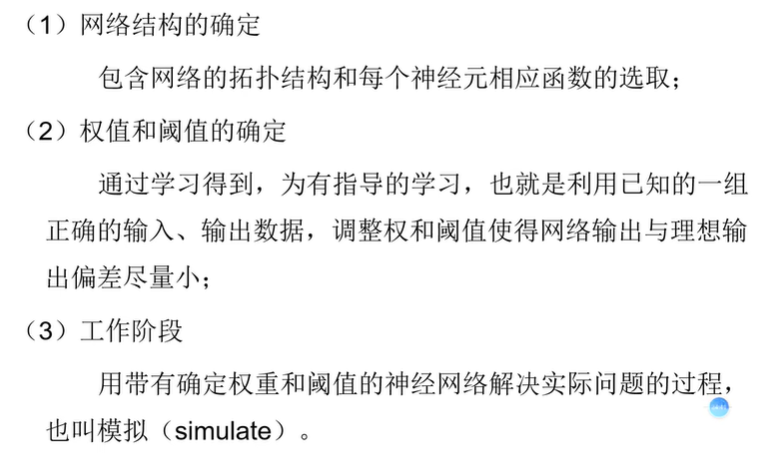 （1）网络结构的确定
包含网络的拓扑结构和每个神经元相应函数的选取；
（2）权值和阈值的确定
通过学习得到，为有指导的学习，也就是利用已知的一组
正确的输入、输出数据，调整权和阈值使得网络输出与理想输
出偏差尽量小；
（3）工作阶段
用带有确定权重和阈值的神经网络解决实际问题的过程，
也叫模拟（simulate）。